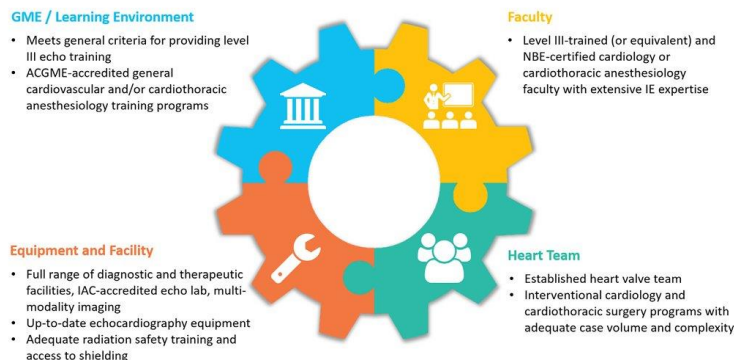 GME / Learning Environment
• Meets general criteria for providing level
III echo training
• ACGME-accredited general
cardiovascular and/or cardiothoracic
anesthesiology training programs
Faculty
• Level III-trained (or equivalent) and
NBE-certified cardiology or
cardiothoracic anesthesiology
faculty with extensive IE expertise
Equipment and Facility
• Full range of diagnostic and therapeutic
facilities, IAC-accredited echo lab, multi-
modality imaging
• Up-to-date echocardiography equipment
• Adequate radiation safety training and
access to shielding
Heart Team
• Established heart valve team
• Interventional cardiology and
cardiothoracic surgery programs with
adequate case volume and complexity